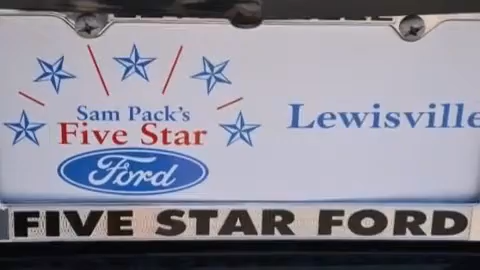 Sam Pack's
Five Star
Ford
Lewisville
FIVE STAR FORD